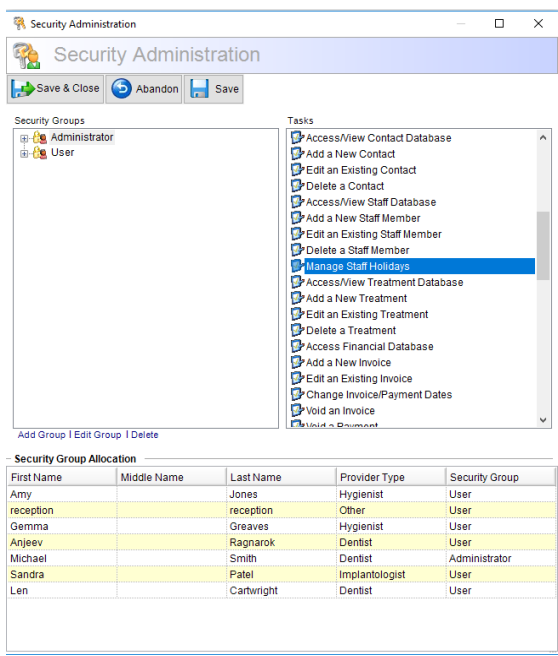 Security Administration
Security Administration
Save & Close
Abandon
Save
Security Groups
Administrator
User
Add Group | Edit Group | Delete
Tasks
Access/View Contact Database
Add a New Contact
Edit an Existing Contact
Delete a Contact
Access/View Staff Database
Add a New Staff Member
Edit an Existing Staff Member
Delete a Staff Member
Manage Staff Holidays
Access/View Treatment Database
Add a New Treatment
Edit an Existing Treatment
Delete a Treatment
Access Financial Database
Add a New Invoice
Edit an Existing Invoice
Change Invoice/Payment Dates
Void an Invoice
Void a Payment
Security Group Allocation
First Name Middle Name Last Name Provider Type Security Group
Amy Jones Hygienist User
reception reception Other User
Gemma Greaves Hygienist User
Anjeev Ragnarok Dentist User
Michael Smith Dentist Administrator
Sandra Patel Implantologist User
Len Cartwright Dentist User